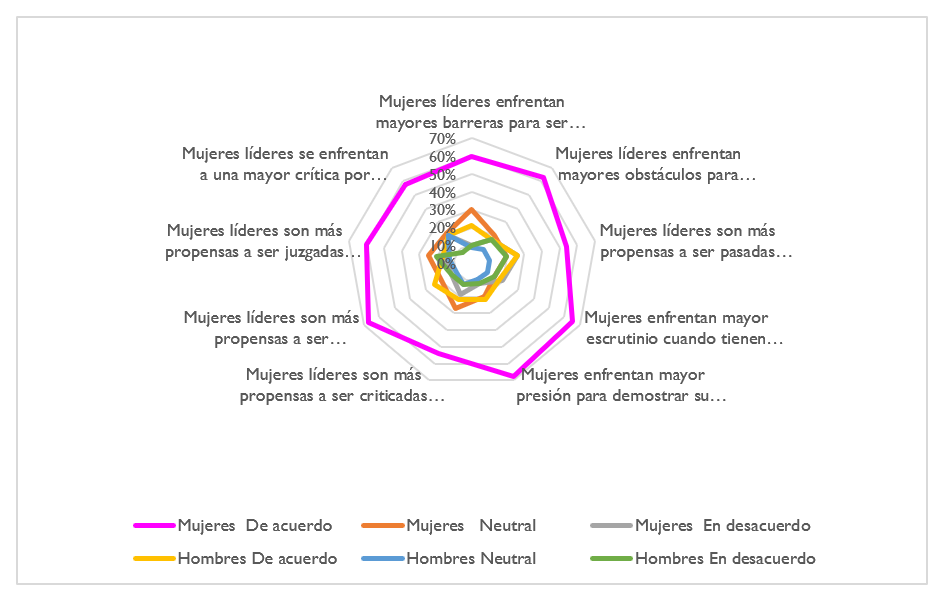 Mujeres líderes enfrentan
mayores barreras para ser…
70%
60%
50%
40%
30%
20%
10%
0%
Mujeres líderes enfrentan
mayores obstáculos para…
Mujeres líderes son más
propensas a ser pasadas…
Mujeres enfrentan mayor
escrutinio cuando tienen…
Mujeres enfrentan mayor
presión para demostrar su…
Mujeres líderes son más
propensas a ser criticadas…
Mujeres líderes son más
propensas a ser…
Mujeres líderes son más
propensas a ser juzgadas…
Mujeres líderes se enfrentan
a una mayor crítica por…
Mujeres De acuerdo
Mujeres Neutral
Mujeres En desacuerdo
Hombres De acuerdo
Hombres Neutral
Hombres En desacuerdo